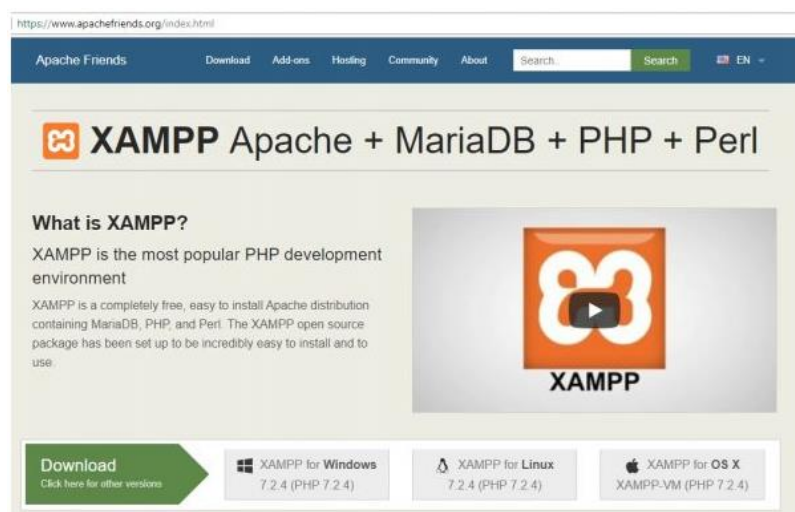 https://www.apachefriends.org/index.html
Apache Friends Download Add-ons Hosting Community About Search.. Search EN
XAMPP Apache + MariaDB + PHP + Perl
What is XAMPP?
XAMPP is the most popular PHP development
environment
XAMPP is a completely free, easy to install Apache distribution
containing MariaDB, PHP, and Perl. The XAMPP open source
package has been set up to be incredibly easy to install and to
use.
XAMPP
Download
Click here for other versions
XAMPP for Windows
7.2.4 (PHP 7.2.4)
XAMPP for Linux
7.2.4 (PHP 7.2.4)
XAMPP for OS X
XAMPP-VM (PHP 7.2.4)